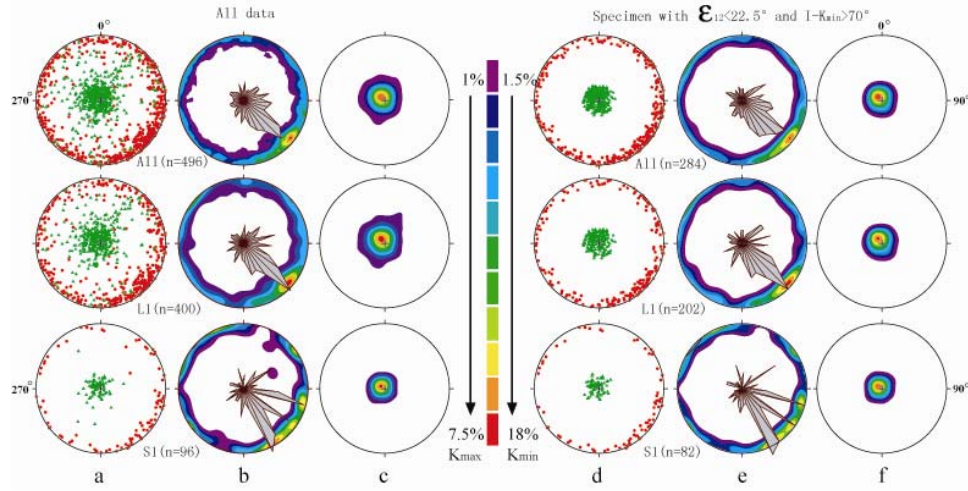 All data
Specimen with ε12<22.5° and I-Kmin>70°
0°
0°
1%
1.5%
270°
90°
All(n=496)
All(n=284)
L1(n=400)
L1(n=202)
270°
90°
7.5%
18%
S1(n=96)
Kmax
Kmin
S1(n=82)
a
b
c
d
e
f